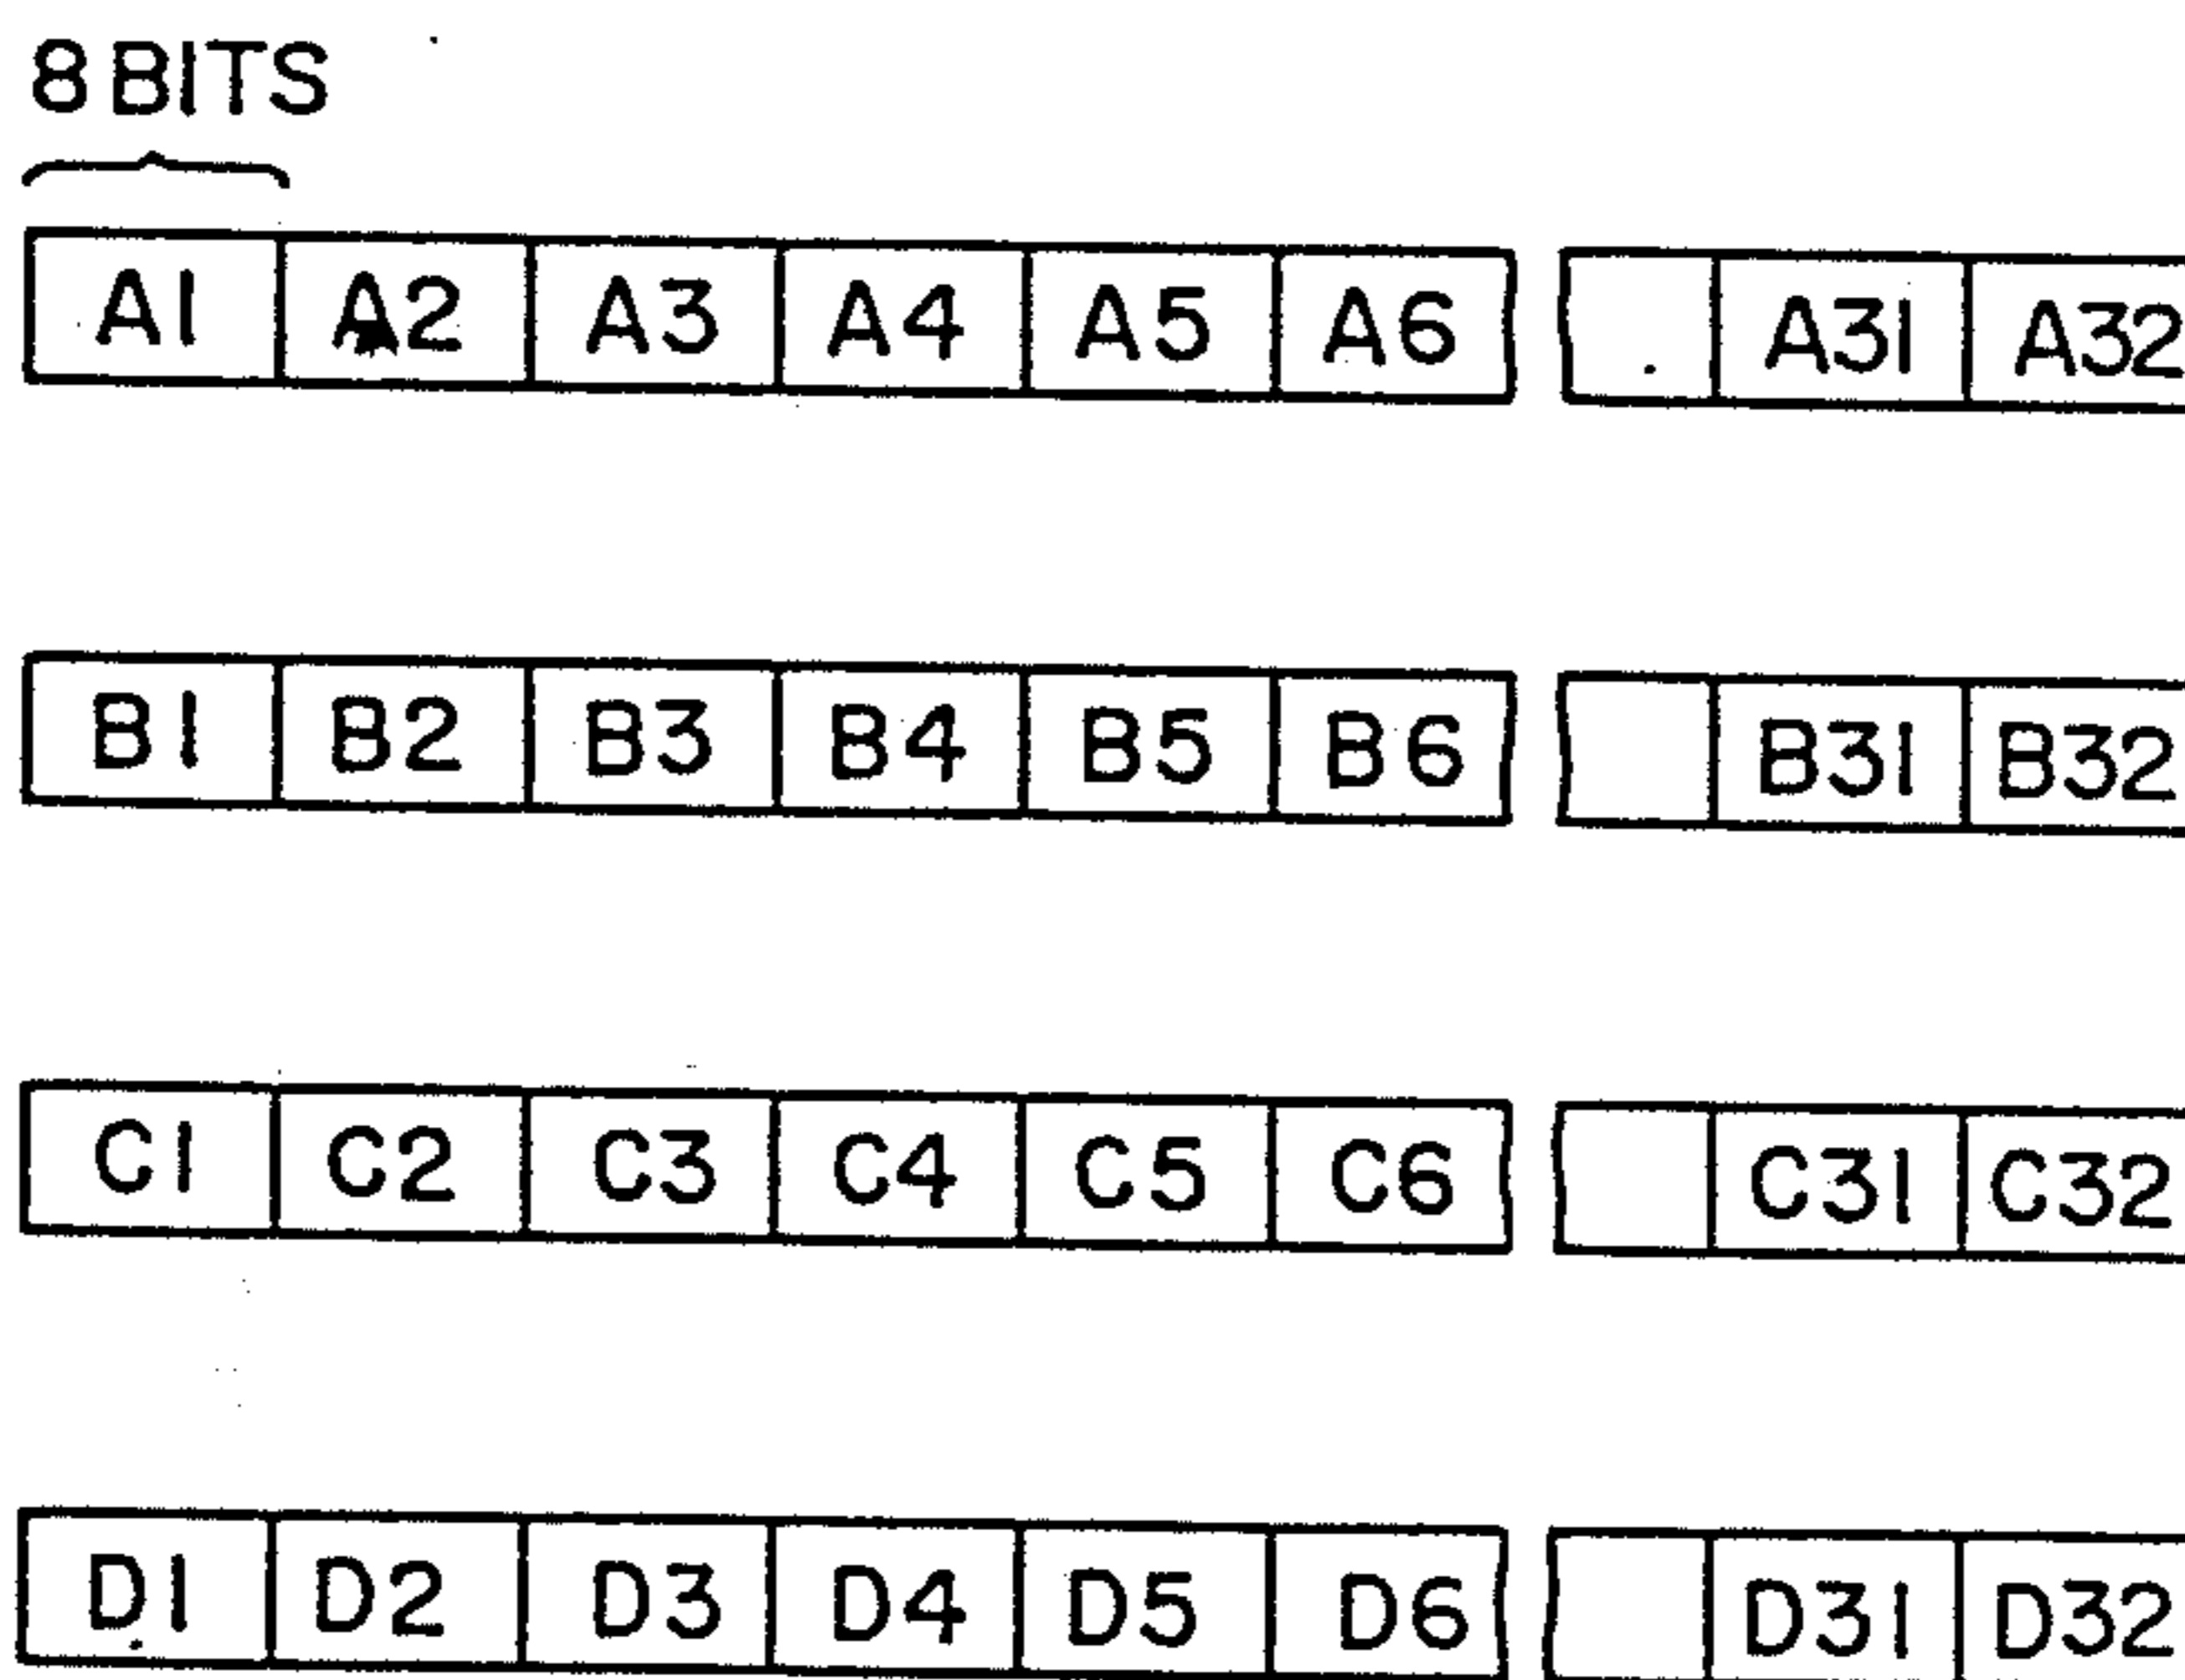 8 BITS
A1 A2 A3 A4 A5 A6 A31 A32
B1 B2 B3 B4 B5 B6 B31 B32
C1 C2 C3 C4 C5 C6 C31 C32
D1 D2 D3 D4 D5 D6 D31 D32